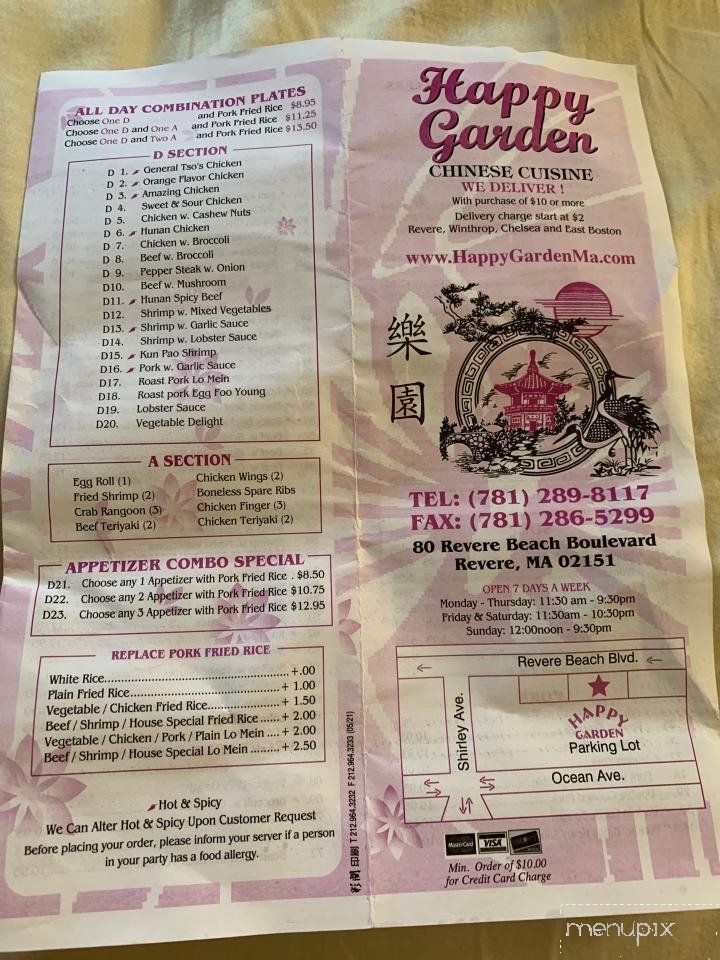 ALL DAY COMBINATION PLATES
Choose One D and Pork Fried Rice $8.95
Choose One D and One A and Pork Fried Rice $11.25
Choose One D and Two A and Pork Fried Rice $13.50
D SECTION
D 1. General Tso's Chicken
D 2. Orange Flavor Chicken
D 3. Amazing Chicken
D 4. Sweet & Sour Chicken
D 5. Chicken w. Cashew Nuts
D 6. Hunan Chicken
D 7. Chicken w. Broccoli
D 8. Beef w. Broccoli
D 9. Pepper Steak w. Onion
D10. Beef w. Mushroom
D11. Hunan Spicy Beef
D12. Shrimp w. Mixed Vegetables
D13. Shrimp w. Garlic Sauce
D14. Shrimp w. Lobster Sauce
D15. Kun Pao Shrimp
D16. Pork w. Garlic Sauce
D17. Roast Pork Lo Mein
D18. Roast pork Egg Foo Young
D19. Lobster Sauce
D20. Vegetable Delight
A SECTION
Egg Roll (1) Chicken Wings (2)
Fried Shrimp (2) Boneless Spare Ribs
Crab Rangoon (3) Chicken Finger (3)
Beef Teriyaki (2) Chicken Teriyaki (2)
APPETIZER COMBO SPECIAL
D21. Choose any 1 Appetizer with Pork Fried Rice . $8.50
D22. Choose any 2 Appetizer with Pork Fried Rice $10.75
D23. Choose any 3 Appetizer with Pork Fried Rice $12.95
REPLACE PORK FRIED RICE
White Rice................................................ +.00
Plain Fried Rice......................................... + 1.00
Vegetable / Chicken Fried Rice.................. + 1.50
Beef / Shrimp / House Special Fried Rice ..... + 2.00
Vegetable / Chicken / Pork / Plain Lo Mein .... + 2.00
Beef / Shrimp / House Special Lo Mein ........ + 2.50
Hot & Spicy
We Can Alter Hot & Spicy Upon Customer Request
Before placing your order, please inform your server if a person
in your party has a food allergy.
印刷 T 212.964.3232 F 212.964.3233 (05/21)
Happy
Garden
CHINESE CUISINE
WE DELIVER !
With purchase of $10 or more
Delivery charge start at $2
Revere, Winthrop, Chelsea and East Boston
www.HappyGardenMa.com
樂
園
TEL: (781) 289-8117
FAX: (781) 286-5299
80 Revere Beach Boulevard
Revere, MA 02151
OPEN 7 DAYS A WEEK
Monday - Thursday: 11:30 am - 9:30pm
Friday & Saturday: 11:30am - 10:30pm
Sunday: 12:00noon - 9:30pm
Revere Beach Blvd.
Shirley Ave.
HAPPY
GARDEN
Parking Lot
Ocean Ave.
MasterCard VISA
Min. Order of $10.00
for Credit Card Charge
menupix